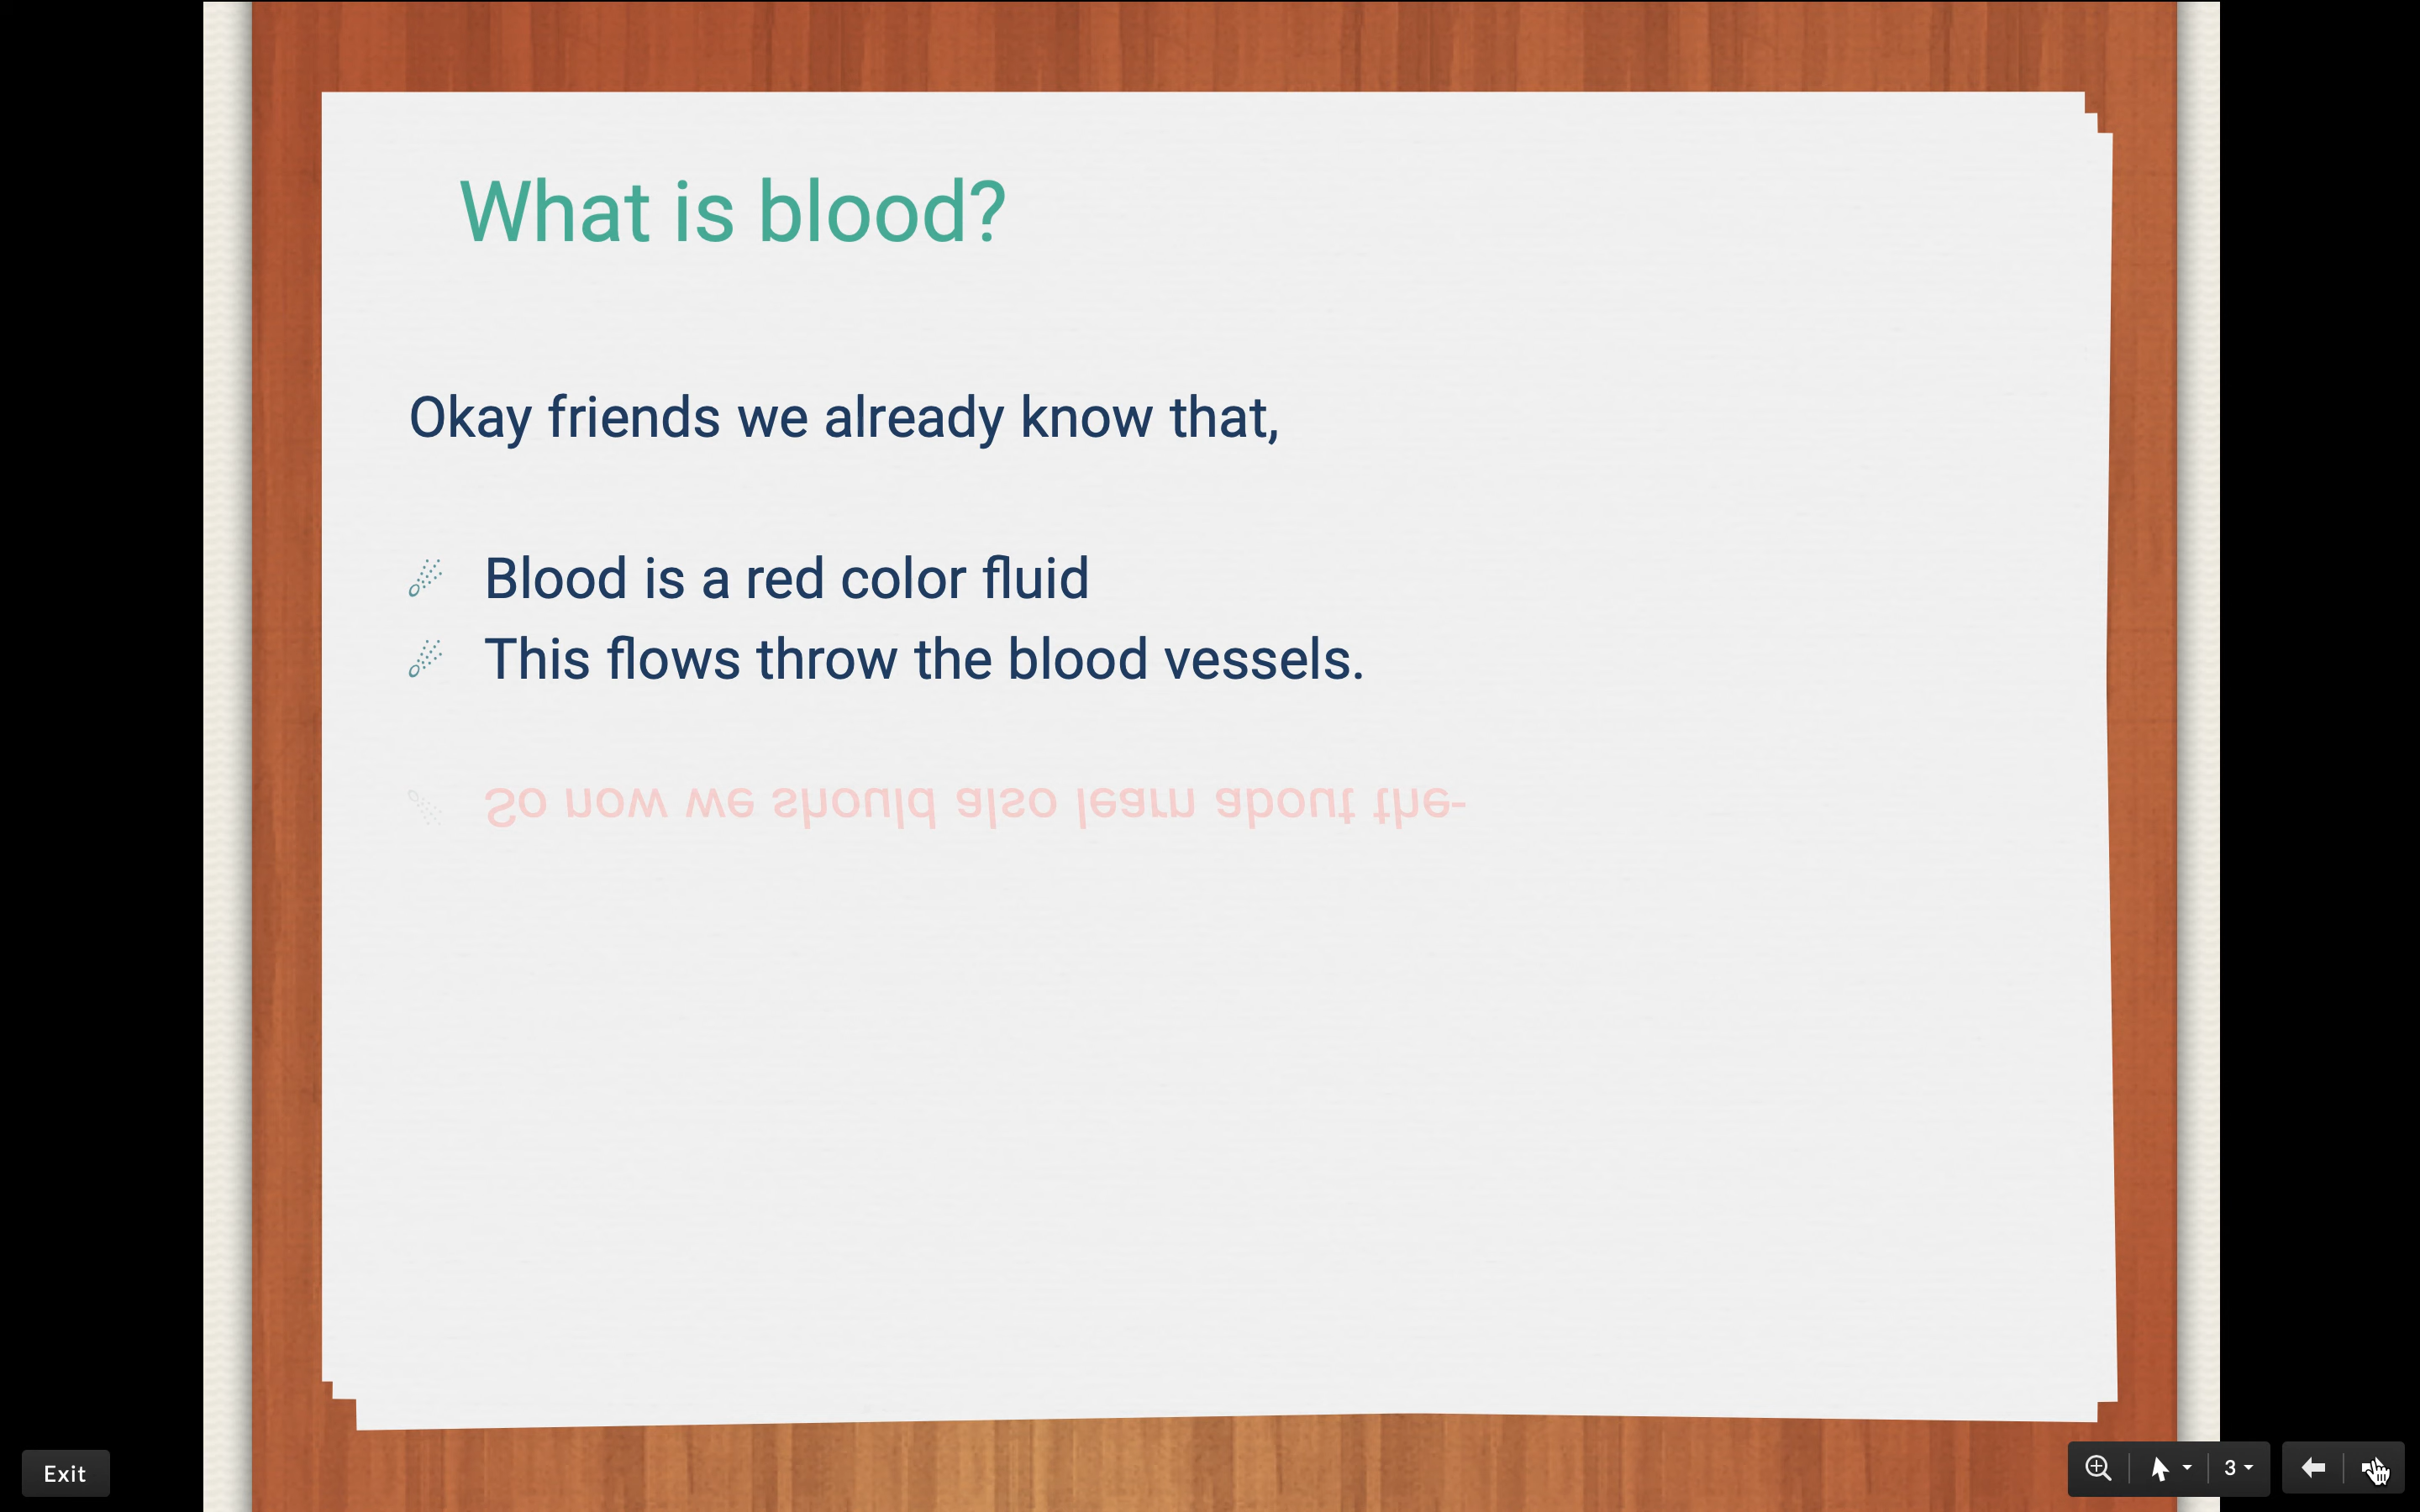 What is blood?
Okay friends we already know that,
Blood is a red color fluid
This flows throw the blood vessels.
So now we should also learn about the-
Exit
3